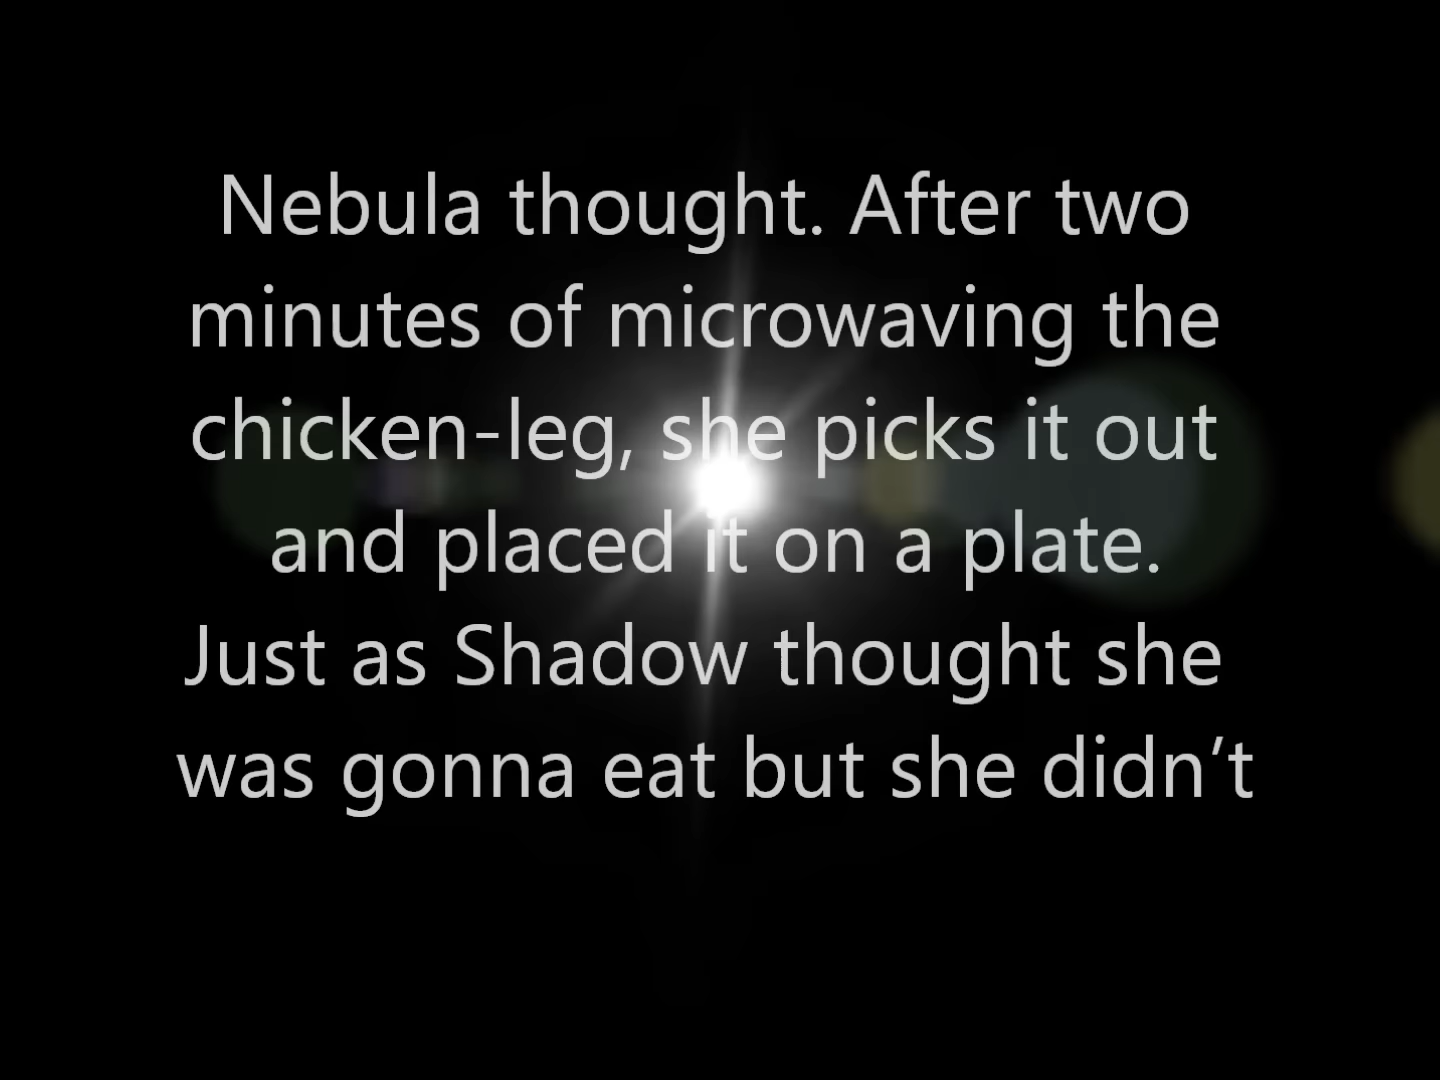 Nebula thought. After two
minutes of microwaving the
chicken-leg, she picks it out
and placed it on a plate.
Just as Shadow thought she
was gonna eat but she didn’t